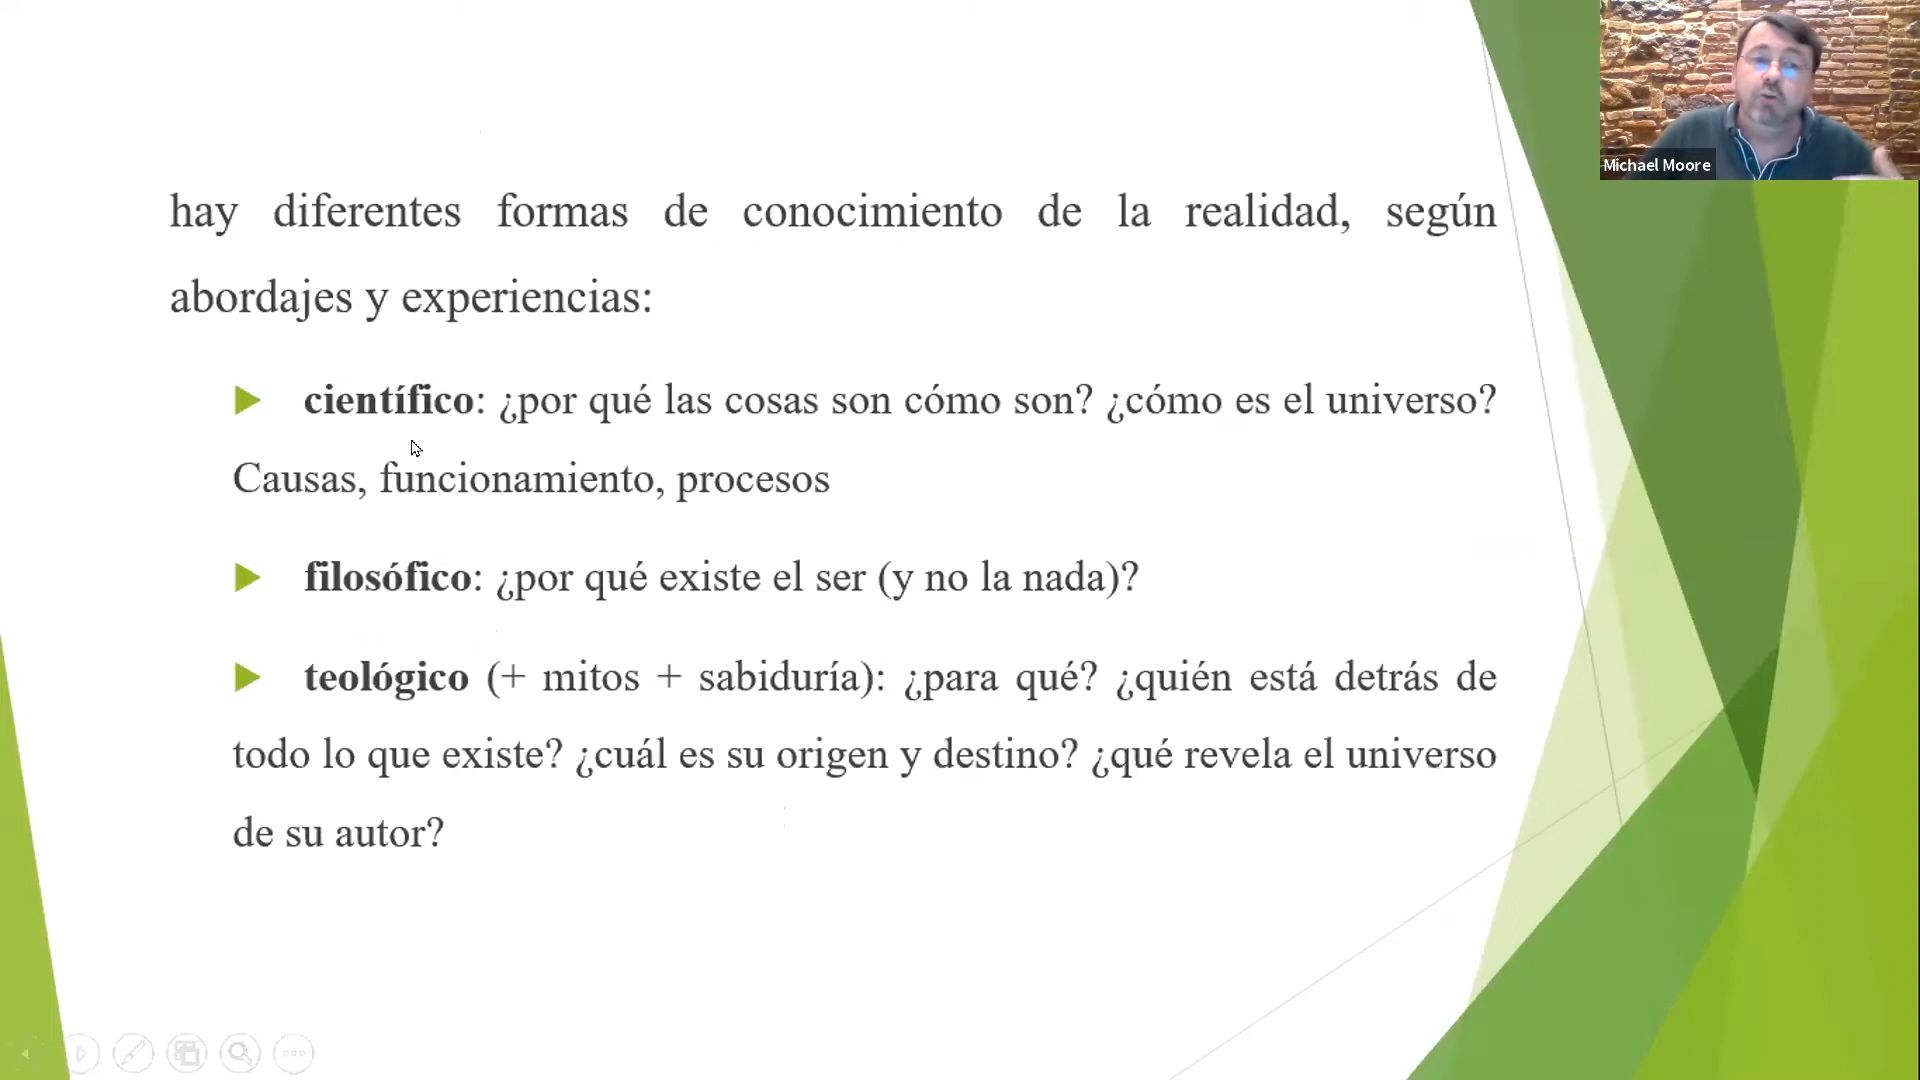 Michael Moore
hay diferentes formas de conocimiento de la realidad, según
abordajes y experiencias:
científico: ¿por qué las cosas son cómo son? ¿cómo es el universo?
Causas, funcionamiento, procesos
filosófico: ¿por qué existe el ser (y no la nada)?
teológico (+ mitos + sabiduría): ¿para qué? ¿quién está detrás de
todo lo que existe? ¿cuál es su origen y destino? ¿qué revela el universo
de su autor?